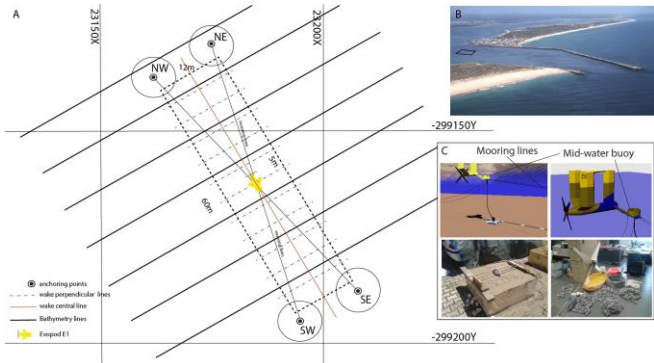 A
23150X
23200X
NE
NW
12m
-299150Y
5m
60m
SE
SW
-299200Y
anchoring points
wake perpendicular lines
wake central line
Bathymetry lines
Evopod E1
B
C
Mooring lines
Mid-water buoy